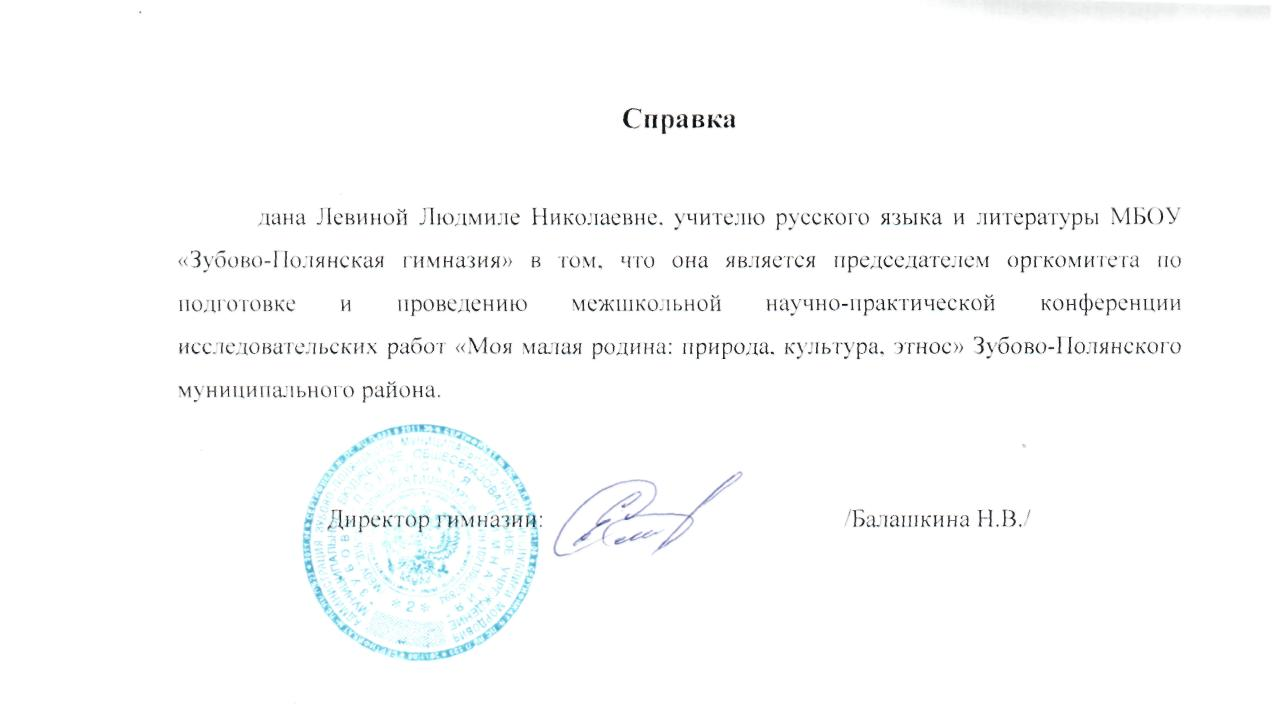 Справка
дана Левиной Людмиле Николаевне, учителю русского языка и литературы МБОУ
«Зубово-Полянская гимназия» в том, что она является председателем оргкомитета по
подготовке и проведению межшкольной научно-практической конференции
исследовательских работ «Моя малая родина: природа, культура, этнос» Зубово-Полянского
муниципального района.
Директор гимназии:
/Балашкина Н.В./